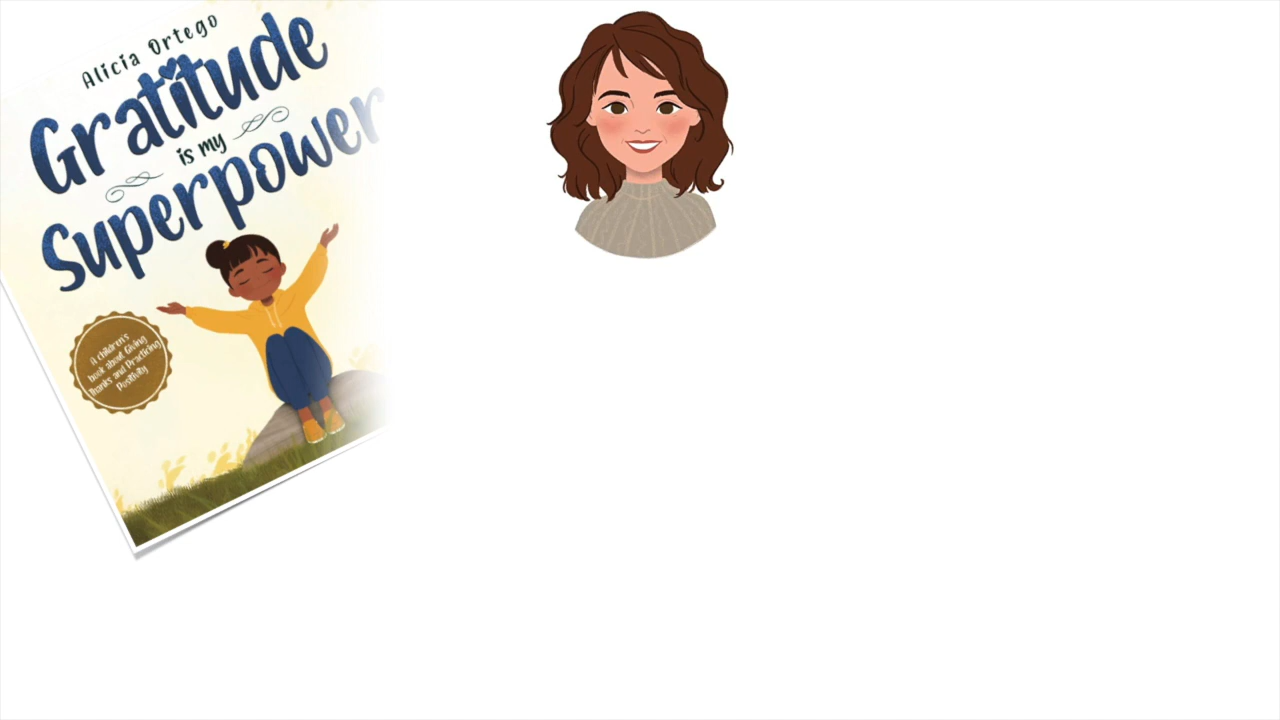 Alicia Ortego
Gratitude
is my
Superpower
A children's
book about Giving
Thanks and Practicing
Positivity